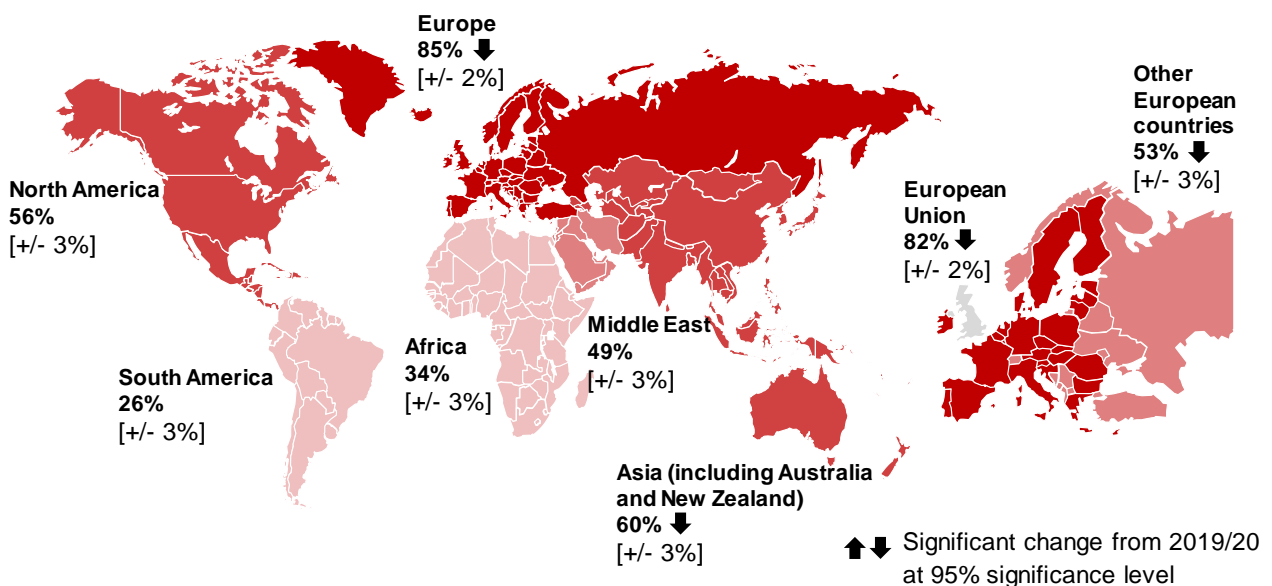 Europe
85%
[+/- 2%]
Other
European
countries
53%
[+/- 3%]
North America
56%
[+/- 3%]
European
Union
82%
[+/- 2%]
Middle East
49%
[+/- 3%]
Africa
34%
[+/- 3%]
South America
26%
[+/- 3%]
Asia (including Australia
and New Zealand)
60%
[+/- 3%]
Significant change from 2019/20
at 95% significance level